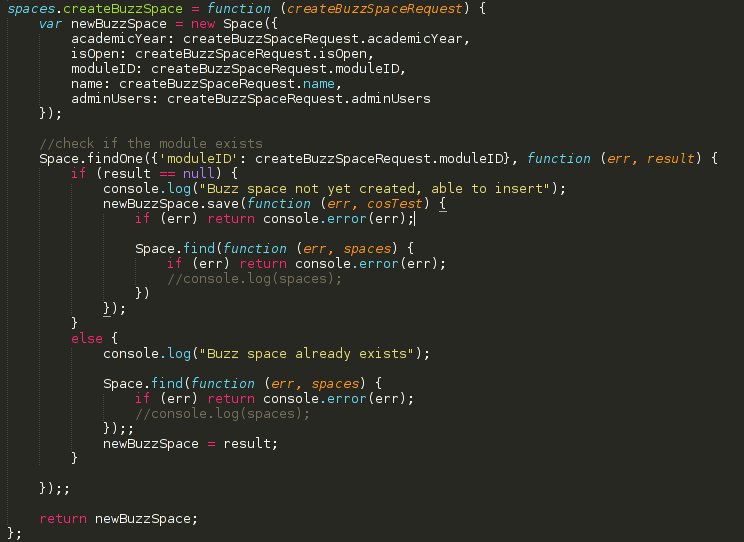 spaces.createBuzzSpace = function (createBuzzSpaceRequest) {
    var newBuzzSpace = new Space({
        academicYear: createBuzzSpaceRequest.academicYear,
        isOpen: createBuzzSpaceRequest.isOpen,
        moduleID: createBuzzSpaceRequest.moduleID,
        name: createBuzzSpaceRequest.name,
        adminUsers: createBuzzSpaceRequest.adminUsers
    });

    //check if the module exists
    Space.findOne({'moduleID': createBuzzSpaceRequest.moduleID}, function (err, result) {
        if (result == null) {
            console.log("Buzz space not yet created, able to insert");
            newBuzzSpace.save(function (err, cosTest) {
                if (err) return console.error(err);

                Space.find(function (err, spaces) {
                    if (err) return console.error(err);
                    //console.log(spaces);
                })
            });
        }
        else {
            console.log("Buzz space already exists");

            Space.find(function (err, spaces) {
                if (err) return console.error(err);
                //console.log(spaces);
            });;
            newBuzzSpace = result;
        }

    });;

    return newBuzzSpace;
};